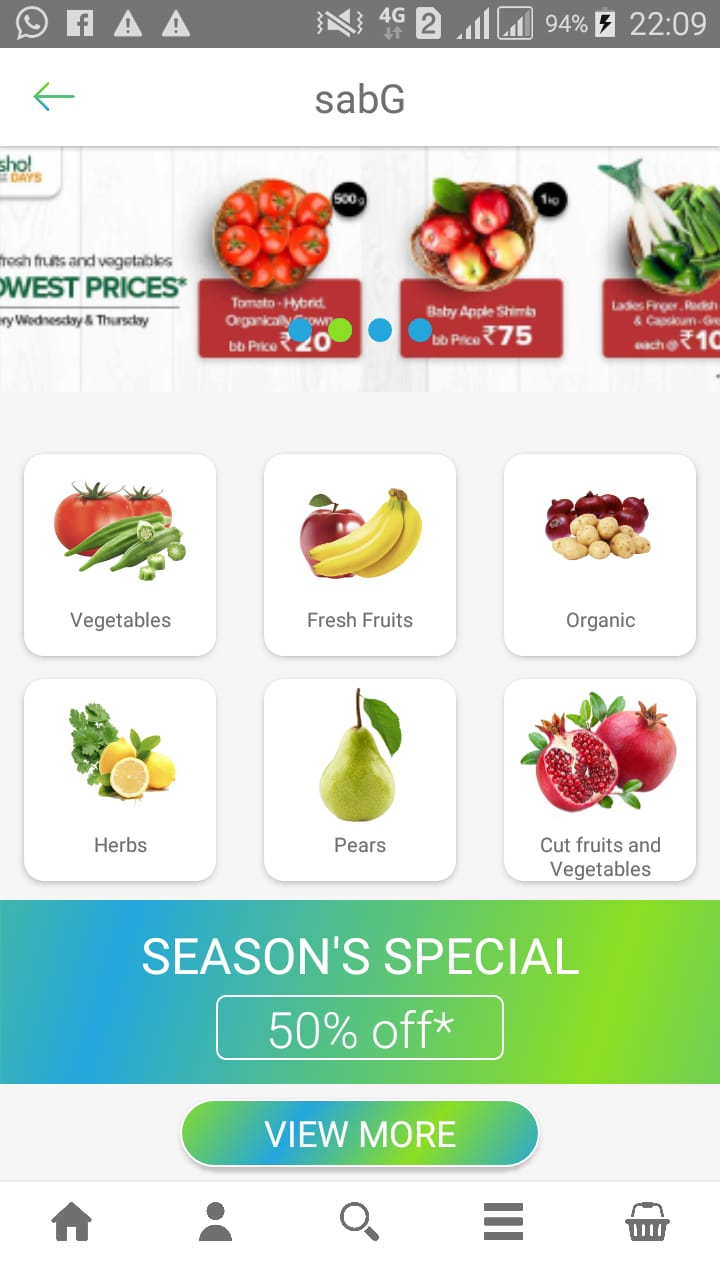 4G
2
94%
22:09
sabG
sho!
DAYS
fresh fruits and vegetables
OWEST PRICES*
ry Wednesday & Thursday
500g
Tomato - Hybrid,
Organically Grown
bb Price ₹20
1kg
Baby Apple Shimla
bb Price ₹75
Ladies Finger, Redish
& Capsicum - Gre
each @ ₹10
Vegetables
Fresh Fruits
Organic
Herbs
Pears
Cut fruits and
Vegetables
SEASON'S SPECIAL
50% off*
VIEW MORE